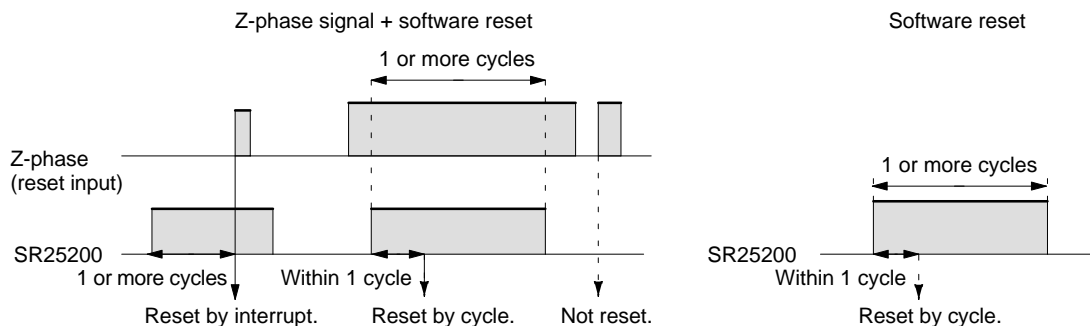 Z-phase signal + software reset
Software reset
1 or more cycles
Z-phase
(reset input)
1 or more cycles
SR25200
1 or more cycles
Within 1 cycle
Reset by interrupt.
Reset by cycle.
Not reset.
SR25200
Within 1 cycle
Reset by cycle.